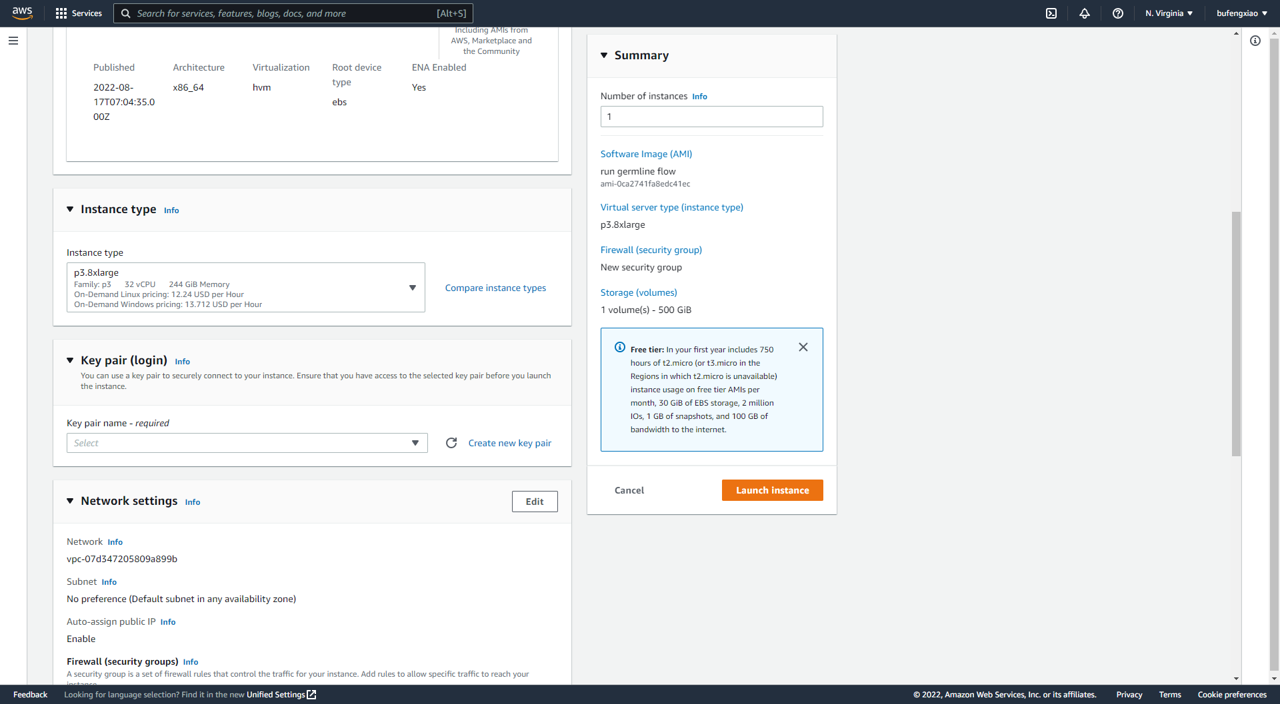 aws
Services
Search for services, features, blogs, docs, and more
[Alt+S]
N. Virginia
bufengxiao
Including AMIs from
AWS, Marketplace and
the Community
Published
2022-08-
17T07:04:35.0
00Z
Architecture
x86_64
Virtualization
hvm
Root device
type
ebs
ENA Enabled
Yes
Instance type Info
Instance type
p3.8xlarge
Family: p3 32 vCPU 244 GiB Memory
On-Demand Linux pricing: 12.24 USD per Hour
On-Demand Windows pricing: 13.712 USD per Hour
Compare instance types
Key pair (login) Info
You can use a key pair to securely connect to your instance. Ensure that you have access to the selected key pair before you launch
the instance.
Key pair name - required
Select
Create new key pair
Network settings Info
Edit
Network Info
vpc-07d347205809a899b
Subnet Info
No preference (Default subnet in any availability zone)
Auto-assign public IP Info
Enable
Firewall (security groups) Info
A security group is a set of firewall rules that control the traffic for your instance. Add rules to allow specific traffic to reach your
instance.
Summary
Number of instances Info
1
Software Image (AMI)
run germline flow
ami-0ca2741fa8edc41ec
Virtual server type (instance type)
p3.8xlarge
Firewall (security group)
New security group
Storage (volumes)
1 volume(s) - 500 GiB
Free tier: In your first year includes 750
hours of t2.micro (or t3.micro in the
Regions in which t2.micro is unavailable)
instance usage on free tier AMIs per
month, 30 GiB of EBS storage, 2 million
IOs, 1 GB of snapshots, and 100 GB of
bandwidth to the internet.
Cancel
Launch instance
Feedback
Looking for language selection? Find it in the new Unified Settings
© 2022, Amazon Web Services, Inc. or its affiliates.
Privacy
Terms
Cookie preferences